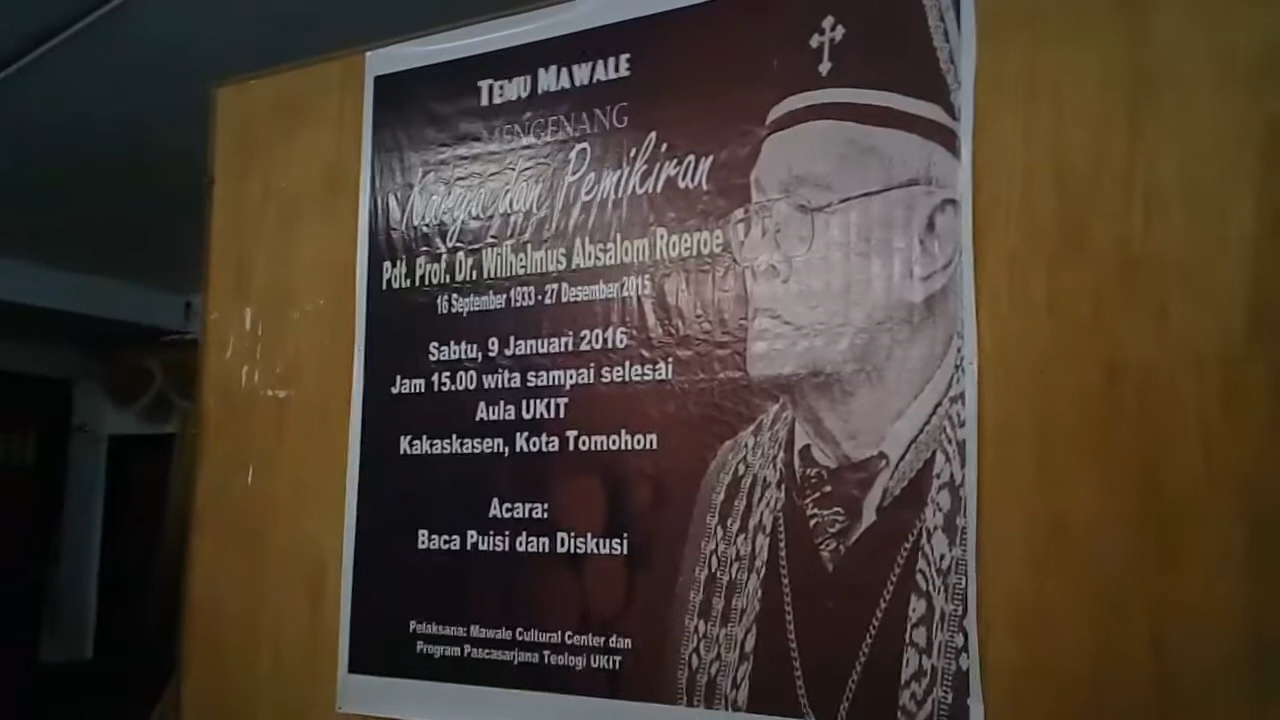 TEMU MAWALE
MENGENANG
Karya dan Pemikiran
Pdt. Prof. Dr. Wilhelmus Absalom Roeroe
16 September 1933 - 27 Desember 2015
Sabtu, 9 Januari 2016
Jam 15.00 wita sampai selesai
Aula UKIT
Kakaskasen, Kota Tomohon
Acara:
Baca Puisi dan Diskusi
Pelaksana: Mawale Cultural Center dan
Program Pascasarjana Teologi UKIT